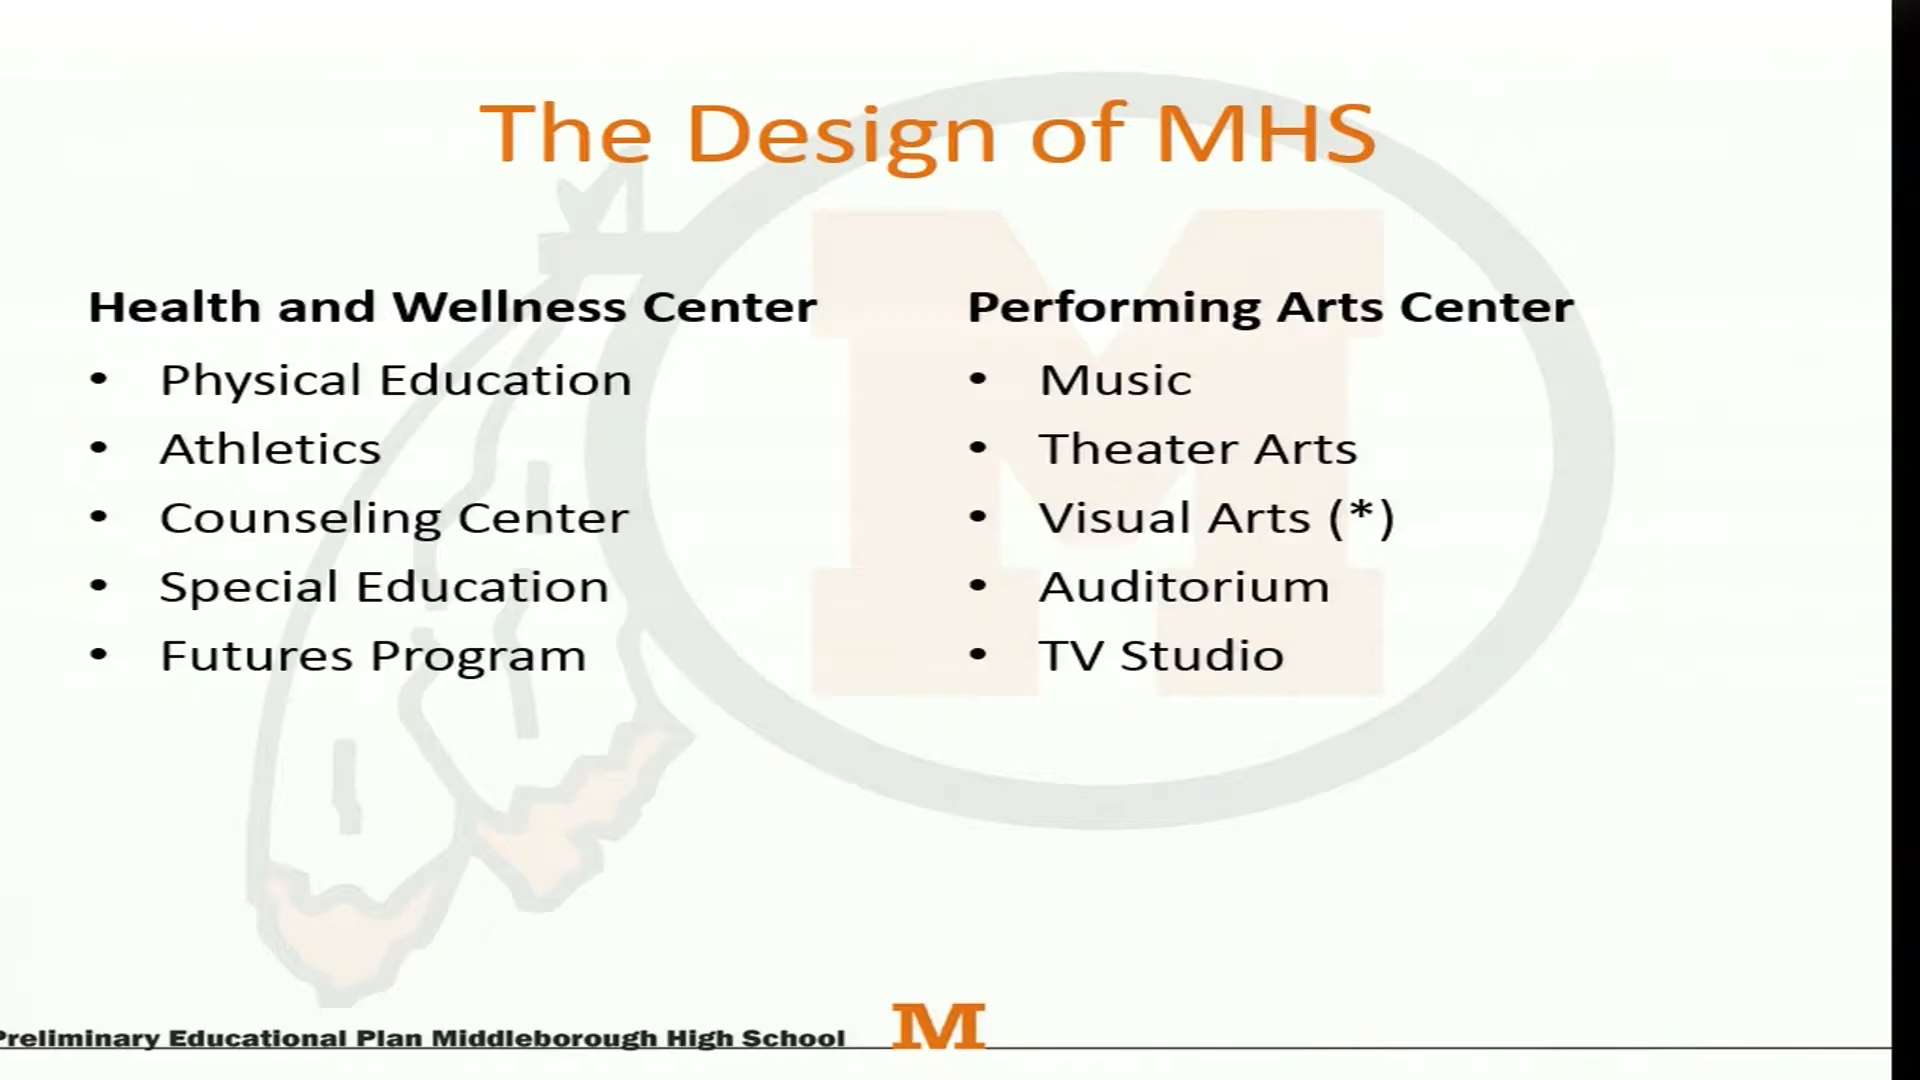 The Design of MHS
Health and Wellness Center
• Physical Education
• Athletics
• Counseling Center
• Special Education
• Futures Program
Performing Arts Center
• Music
• Theater Arts
• Visual Arts (*)
• Auditorium
• TV Studio
Preliminary Educational Plan Middleborough High School
M
M